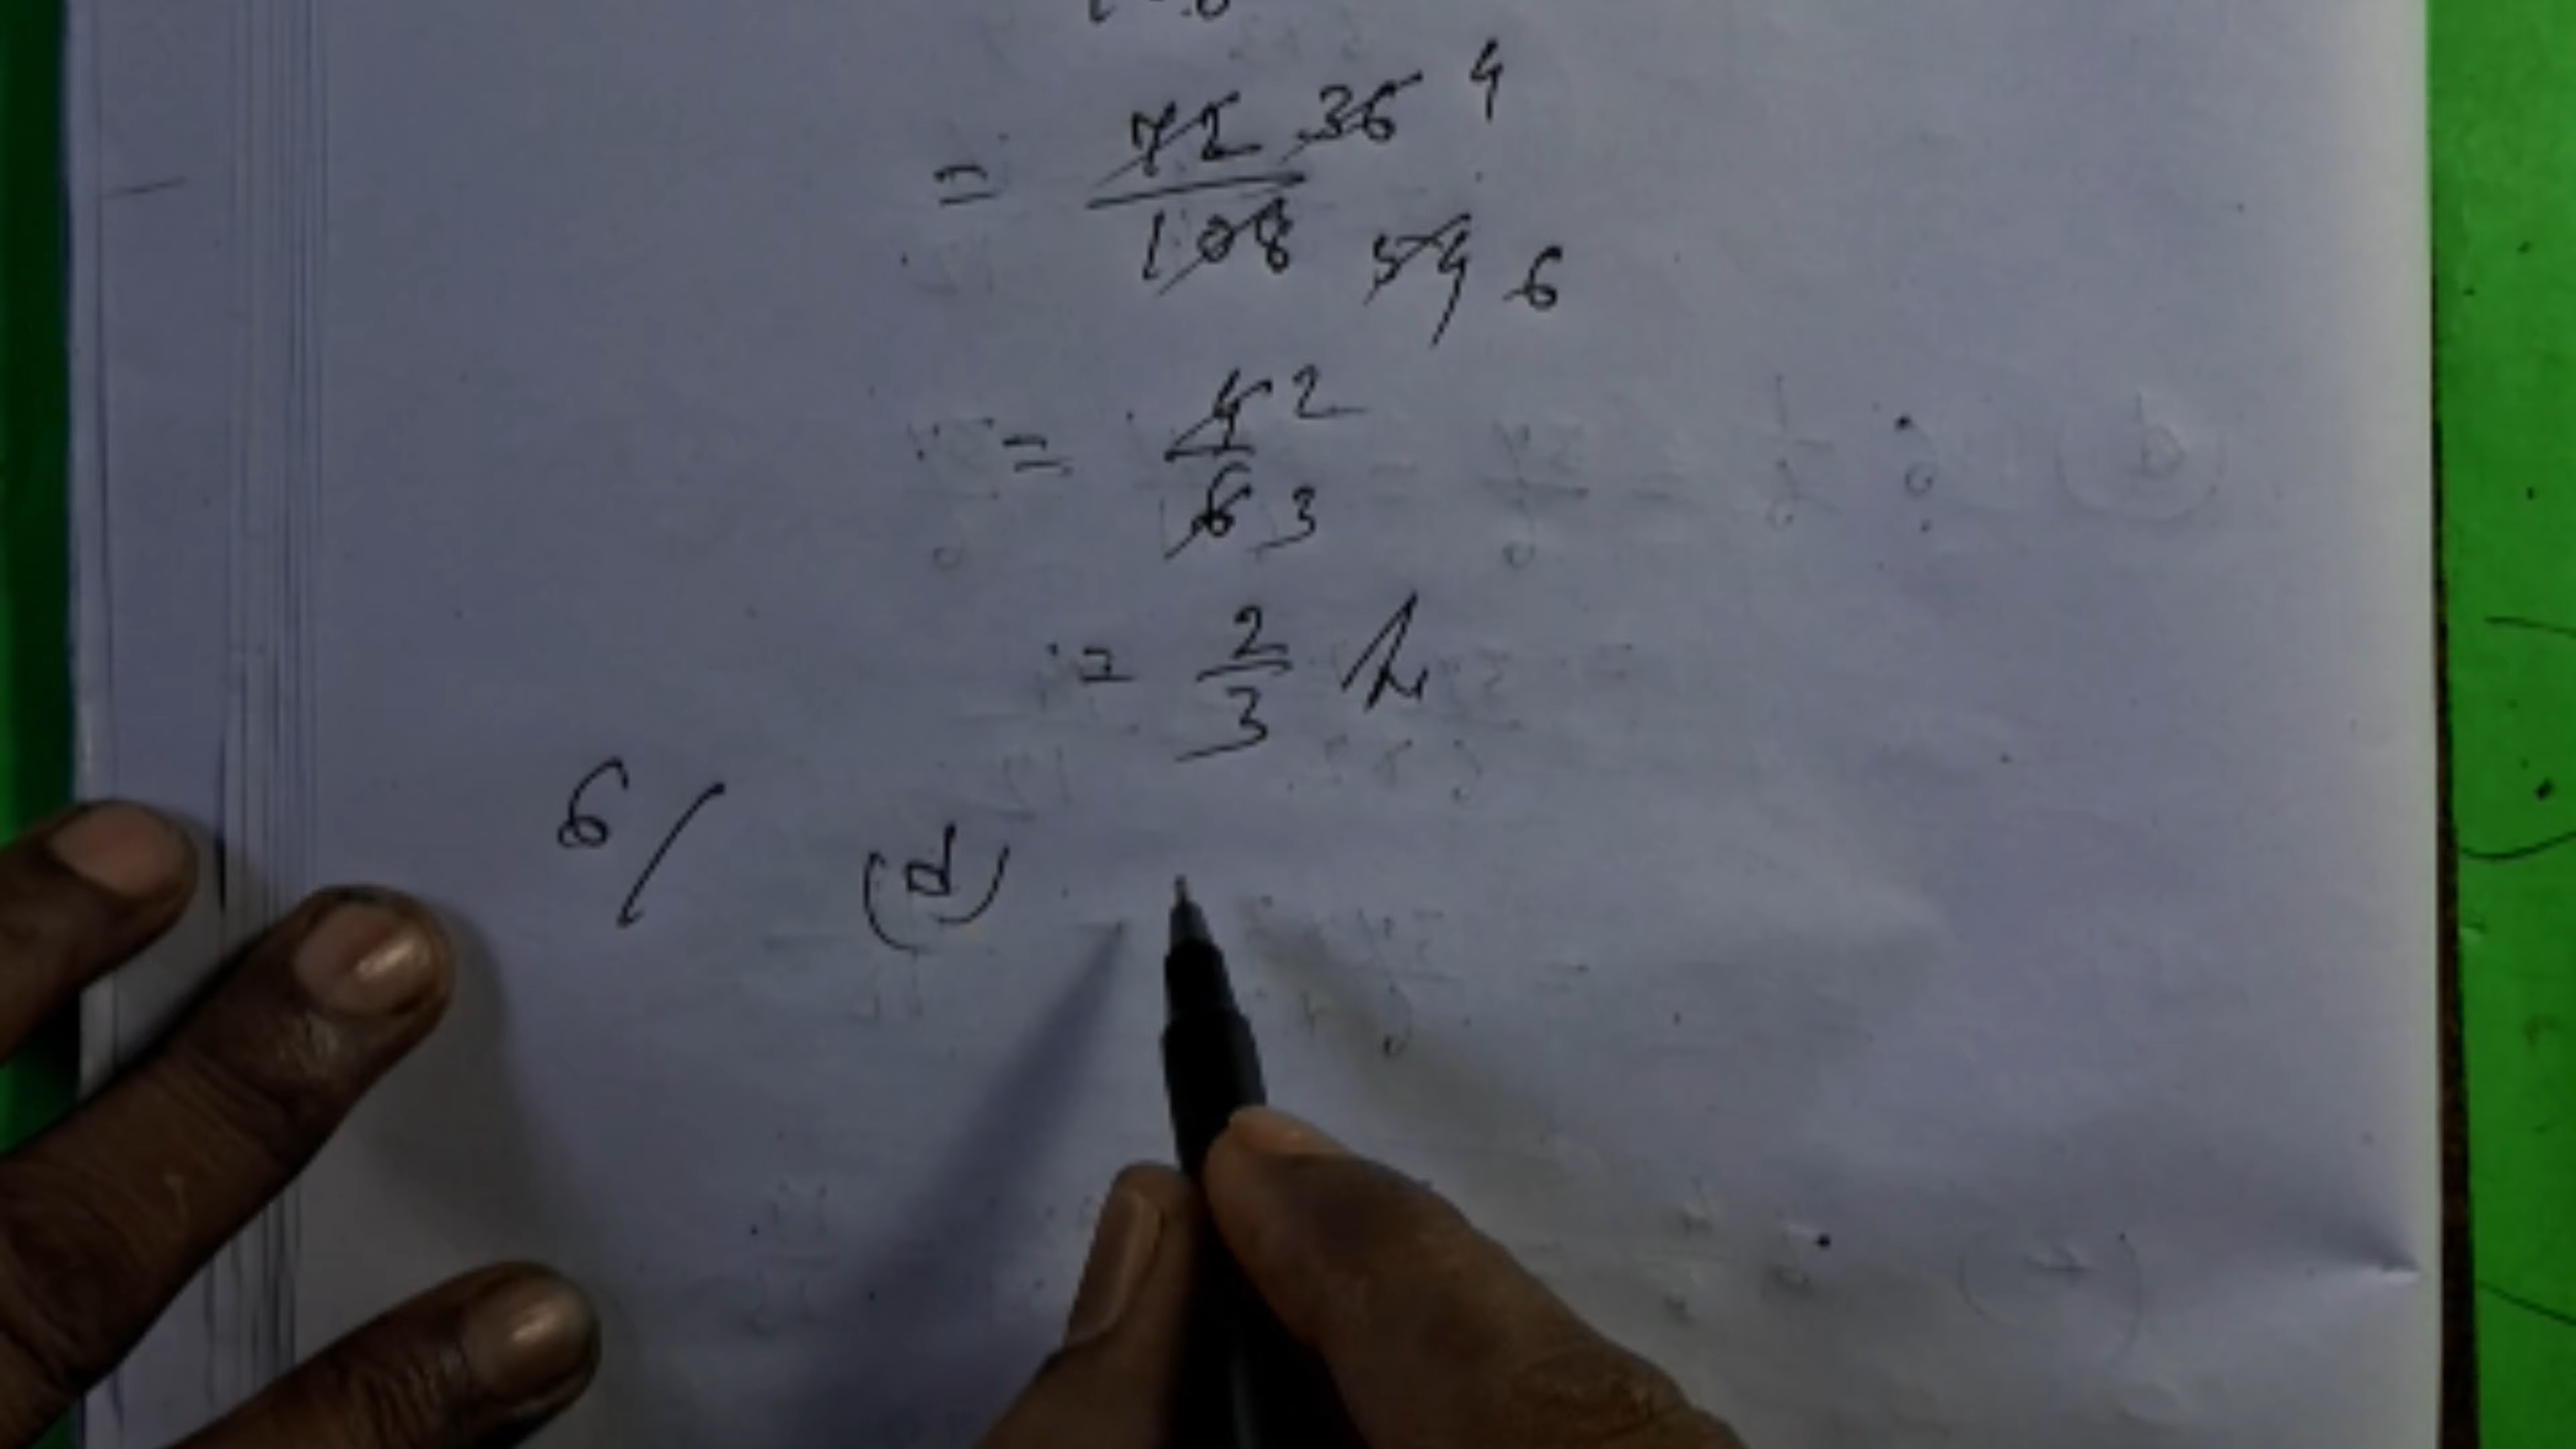 = 72/108 36/54 4/6
= 4/6 2/3
= 2/3
6/ (d)